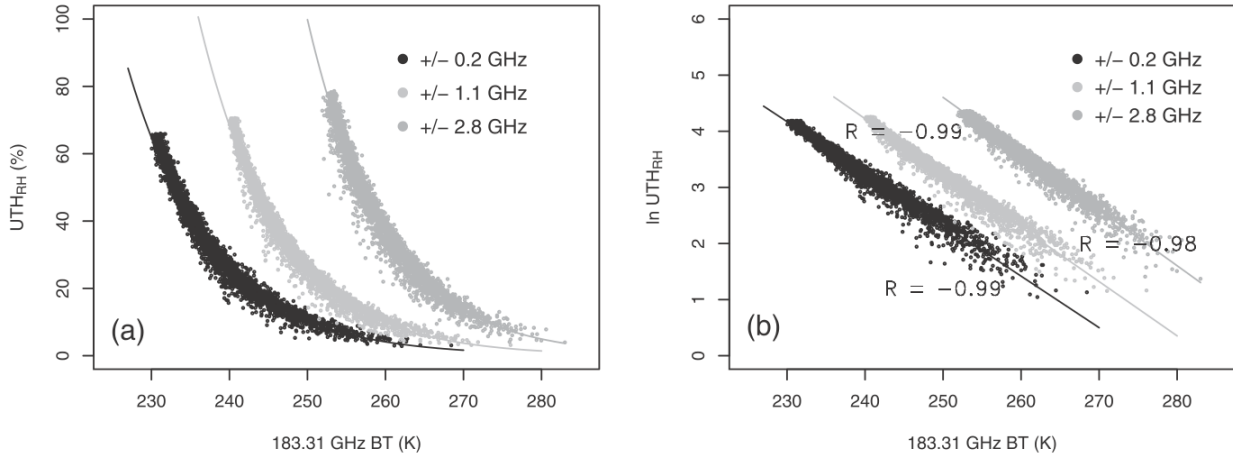 UTHRH (%)
100
80
60
40
20
0
+/− 0.2 GHz
+/− 1.1 GHz
+/− 2.8 GHz
(a)
230 240 250 260 270 280
183.31 GHz BT (K)
ln UTHRH
6
5
4
3
2
1
0
+/− 0.2 GHz
+/− 1.1 GHz
+/− 2.8 GHz
R = −0.99
R = −0.98
R = −0.99
(b)
230 240 250 260 270 280
183.31 GHz BT (K)